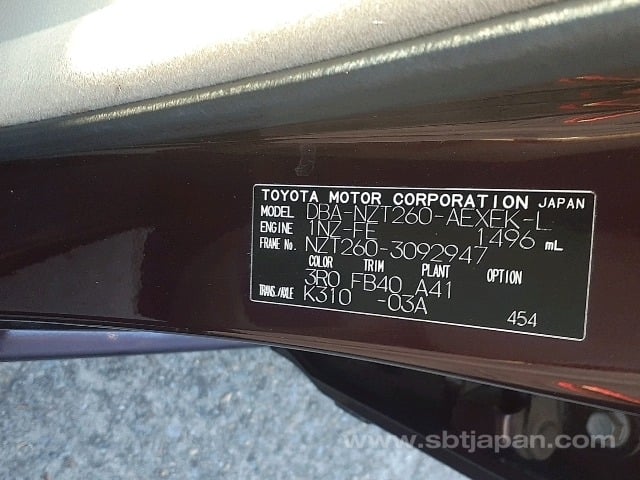 TOYOTA MOTOR CORPORATION JAPAN
MODEL DBA-NZT260-AEXEK-L
ENGINE 1NZ-FE 1496 mL
FRAME No. NZT260-3092947
COLOR TRIM PLANT OPTION
3R0 FB40 A41
TRANS./AXLE K310 -03A
454
www.sbtjapan.com